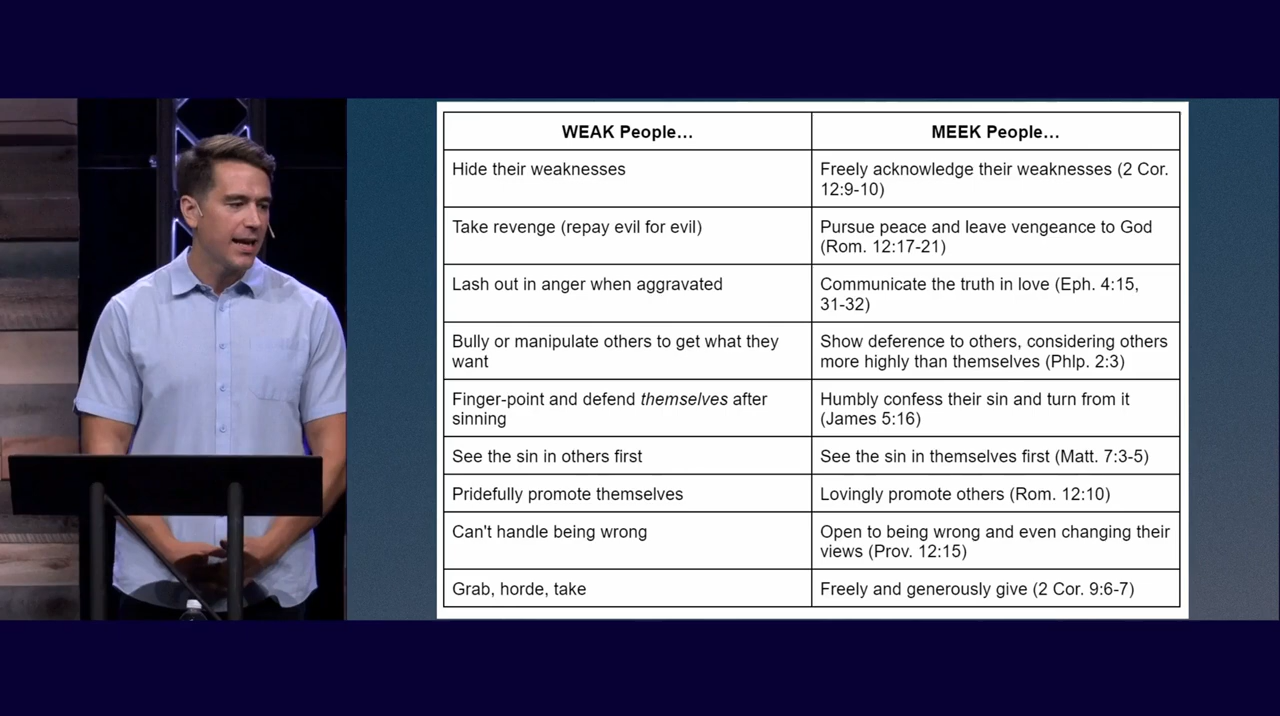 WEAK People…
MEEK People…
Hide their weaknesses
Freely acknowledge their weaknesses (2 Cor.
12:9-10)
Take revenge (repay evil for evil)
Pursue peace and leave vengeance to God
(Rom. 12:17-21)
Lash out in anger when aggravated
Communicate the truth in love (Eph. 4:15,
31-32)
Bully or manipulate others to get what they
want
Show deference to others, considering others
more highly than themselves (Phlp. 2:3)
Finger-point and defend themselves after
sinning
Humbly confess their sin and turn from it
(James 5:16)
See the sin in others first
See the sin in themselves first (Matt. 7:3-5)
Pridefully promote themselves
Lovingly promote others (Rom. 12:10)
Can't handle being wrong
Open to being wrong and even changing their
views (Prov. 12:15)
Grab, horde, take
Freely and generously give (2 Cor. 9:6-7)